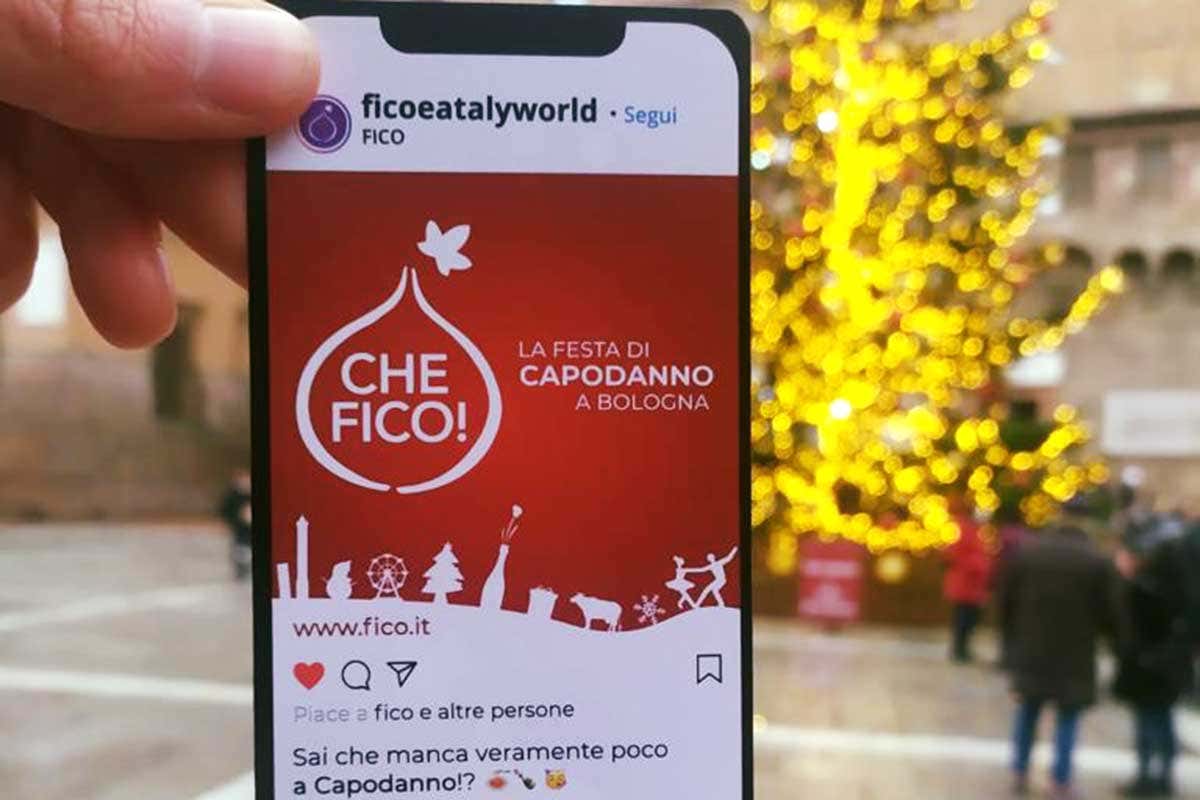 ficoeatalyworld • Segui
FICO
CHE
FICO!
LA FESTA DI
CAPODANNO
A BOLOGNA
www.fico.it
Piace a fico e altre persone
Sai che manca veramente poco
a Capodanno!?